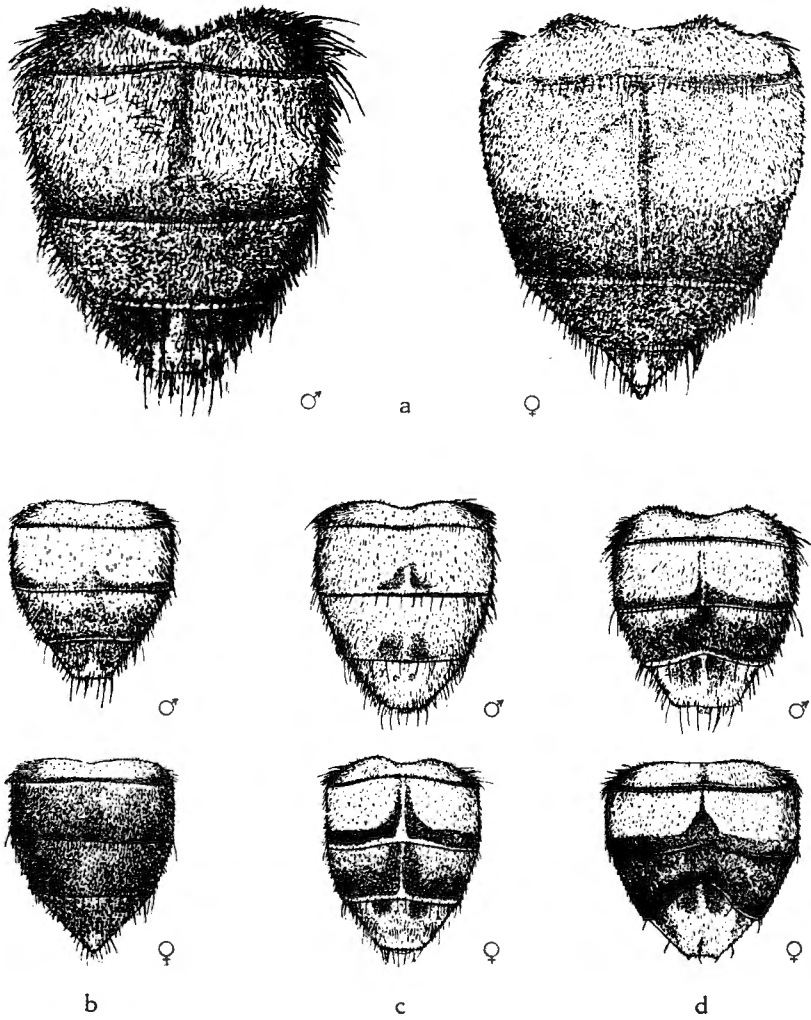 ♂ a ♀
♂ ♂ ♂
♀ ♀ ♀
b c d